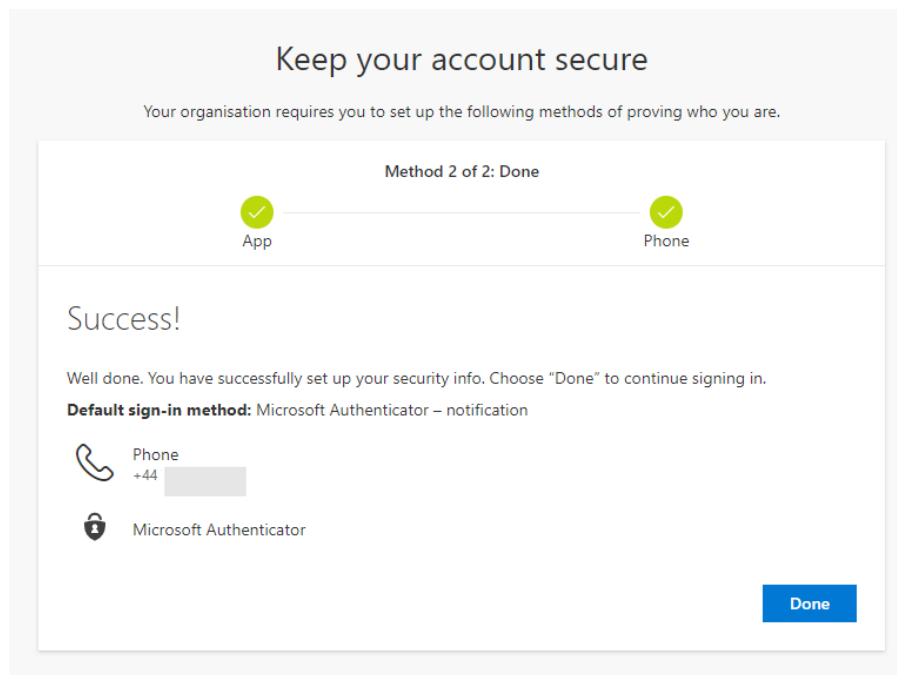 Keep your account secure
Your organisation requires you to set up the following methods of proving who you are.
Method 2 of 2: Done
App
Phone
Success!
Well done. You have successfully set up your security info. Choose “Done” to continue signing in.
Default sign-in method: Microsoft Authenticator – notification
Phone
+44
Microsoft Authenticator
Done